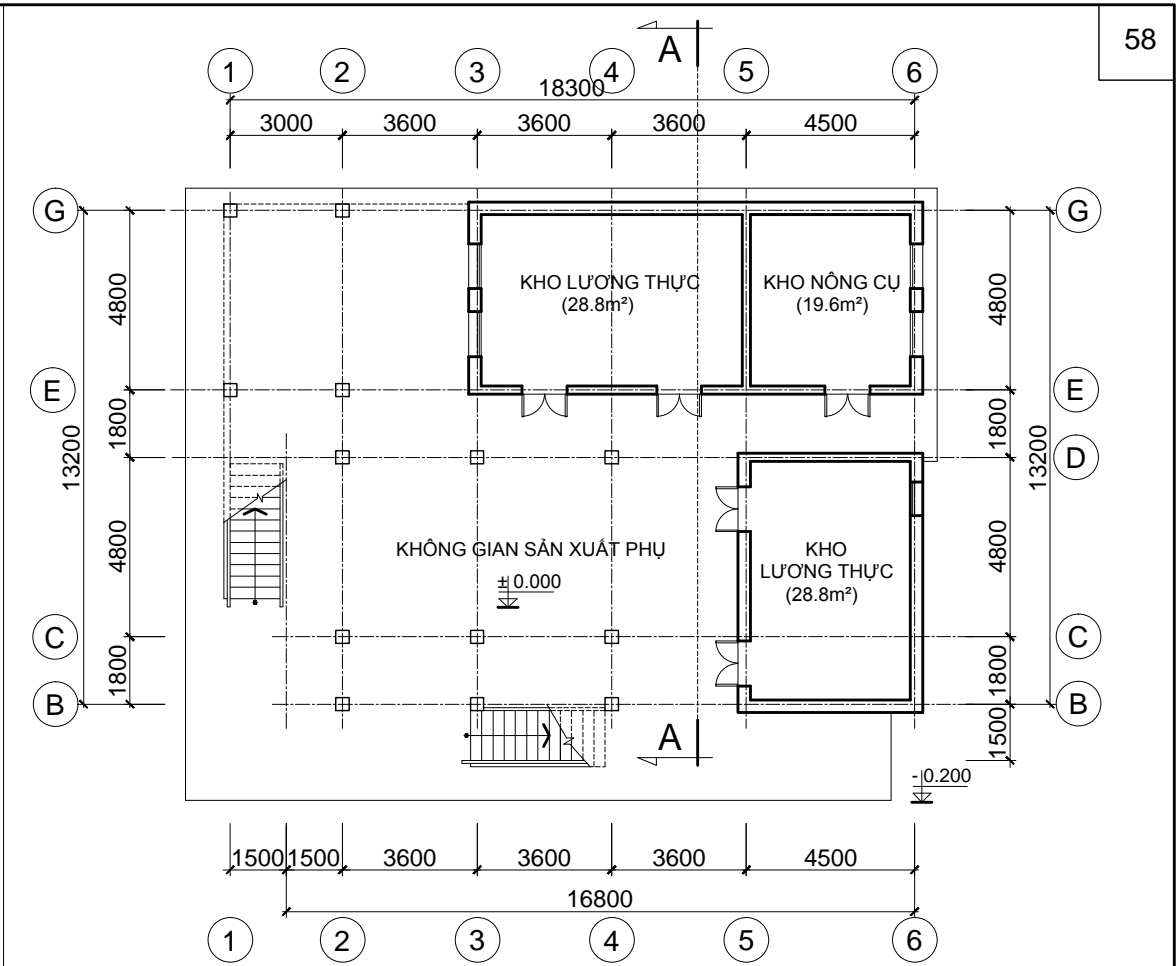 58
A
1 2 3 4 5 6
18300
3000 3600 3600 3600 4500
G G
KHO LƯƠNG THỰC
(28.8m²)
KHO NÔNG CỤ
(19.6m²)
4800 4800
E E
1800 1800
13200 13200
D
KHÔNG GIAN SẢN XUẤT PHỤ
± 0.000
KHO
LƯƠNG THỰC
(28.8m²)
4800 4800
C C
1800 1800
B B
A
1500
- 0.200
1500 1500 3600 3600 3600 4500
16800
1 2 3 4 5 6